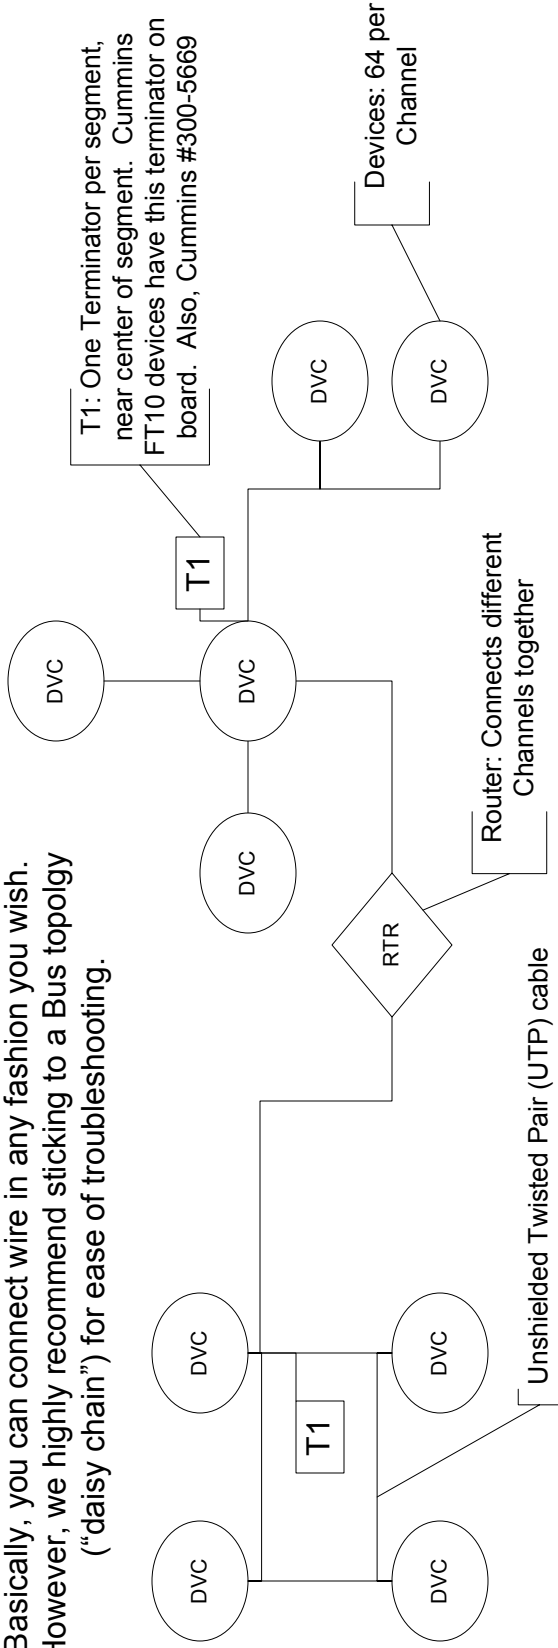 Basically, you can connect wire in any fashion you wish.
However, we highly recommend sticking to a Bus topolgy
(“daisy chain”) for ease of troubleshooting.
T1: One Terminator per segment,
near center of segment. Cummins
FT10 devices have this terminator on
board. Also, Cummins #300-5669
DVC
DVC
DVC
DVC
DVC
T1
DVC
T1
DVC
DVC
DVC
DVC
RTR
Devices: 64 per
Channel
Router: Connects different
Channels together
Unshielded Twisted Pair (UTP) cable